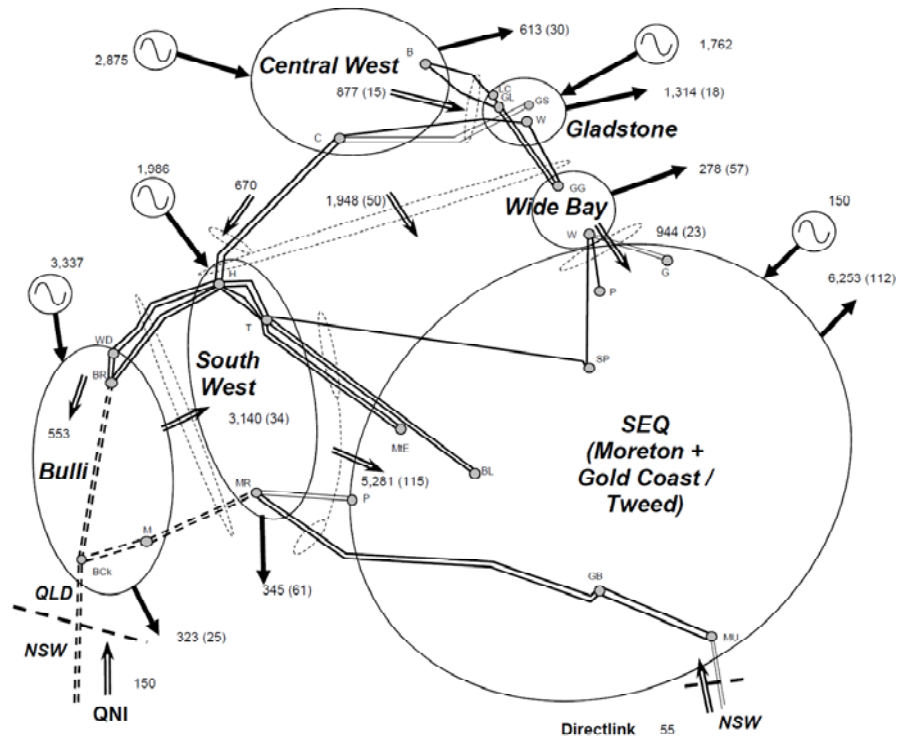 613 (30)
2,875
1,762
B
Central West
877 (15)
LC
GL
GS
1,314 (18)
W
Gladstone
C
1,986
670
1,948 (50)
GG
278 (57)
Wide Bay
150
W
944 (23)
G
3,337
H
P
6,253 (112)
T
WD
SP
BR
South
West
553
3,140 (34)
SEQ
(Moreton +
Gold Coast /
Tweed)
MtE
BL
Bulli
5,281 (115)
MR
P
M
BCk
345 (61)
GB
QLD
323 (25)
MU
NSW
150
QNI
Directlink 55
NSW